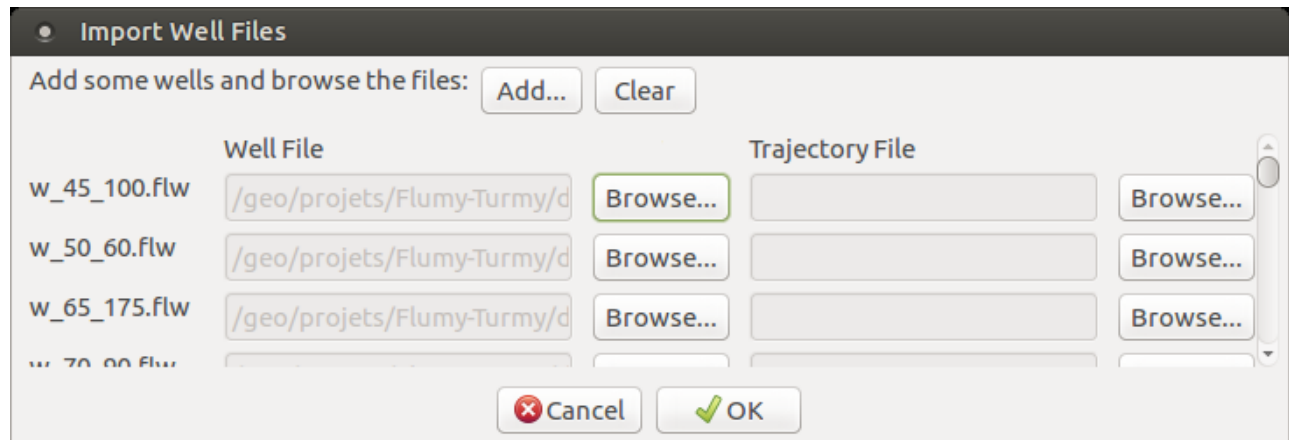 Import Well Files
Add some wells and browse the files: Add... Clear
Well File Trajectory File
w_45_100.flw /geo/projets/Flumy-Turmy/d Browse... Browse...
w_50_60.flw /geo/projets/Flumy-Turmy/d Browse... Browse...
w_65_175.flw /geo/projets/Flumy-Turmy/d Browse... Browse...
w_70_90.flw
Cancel OK